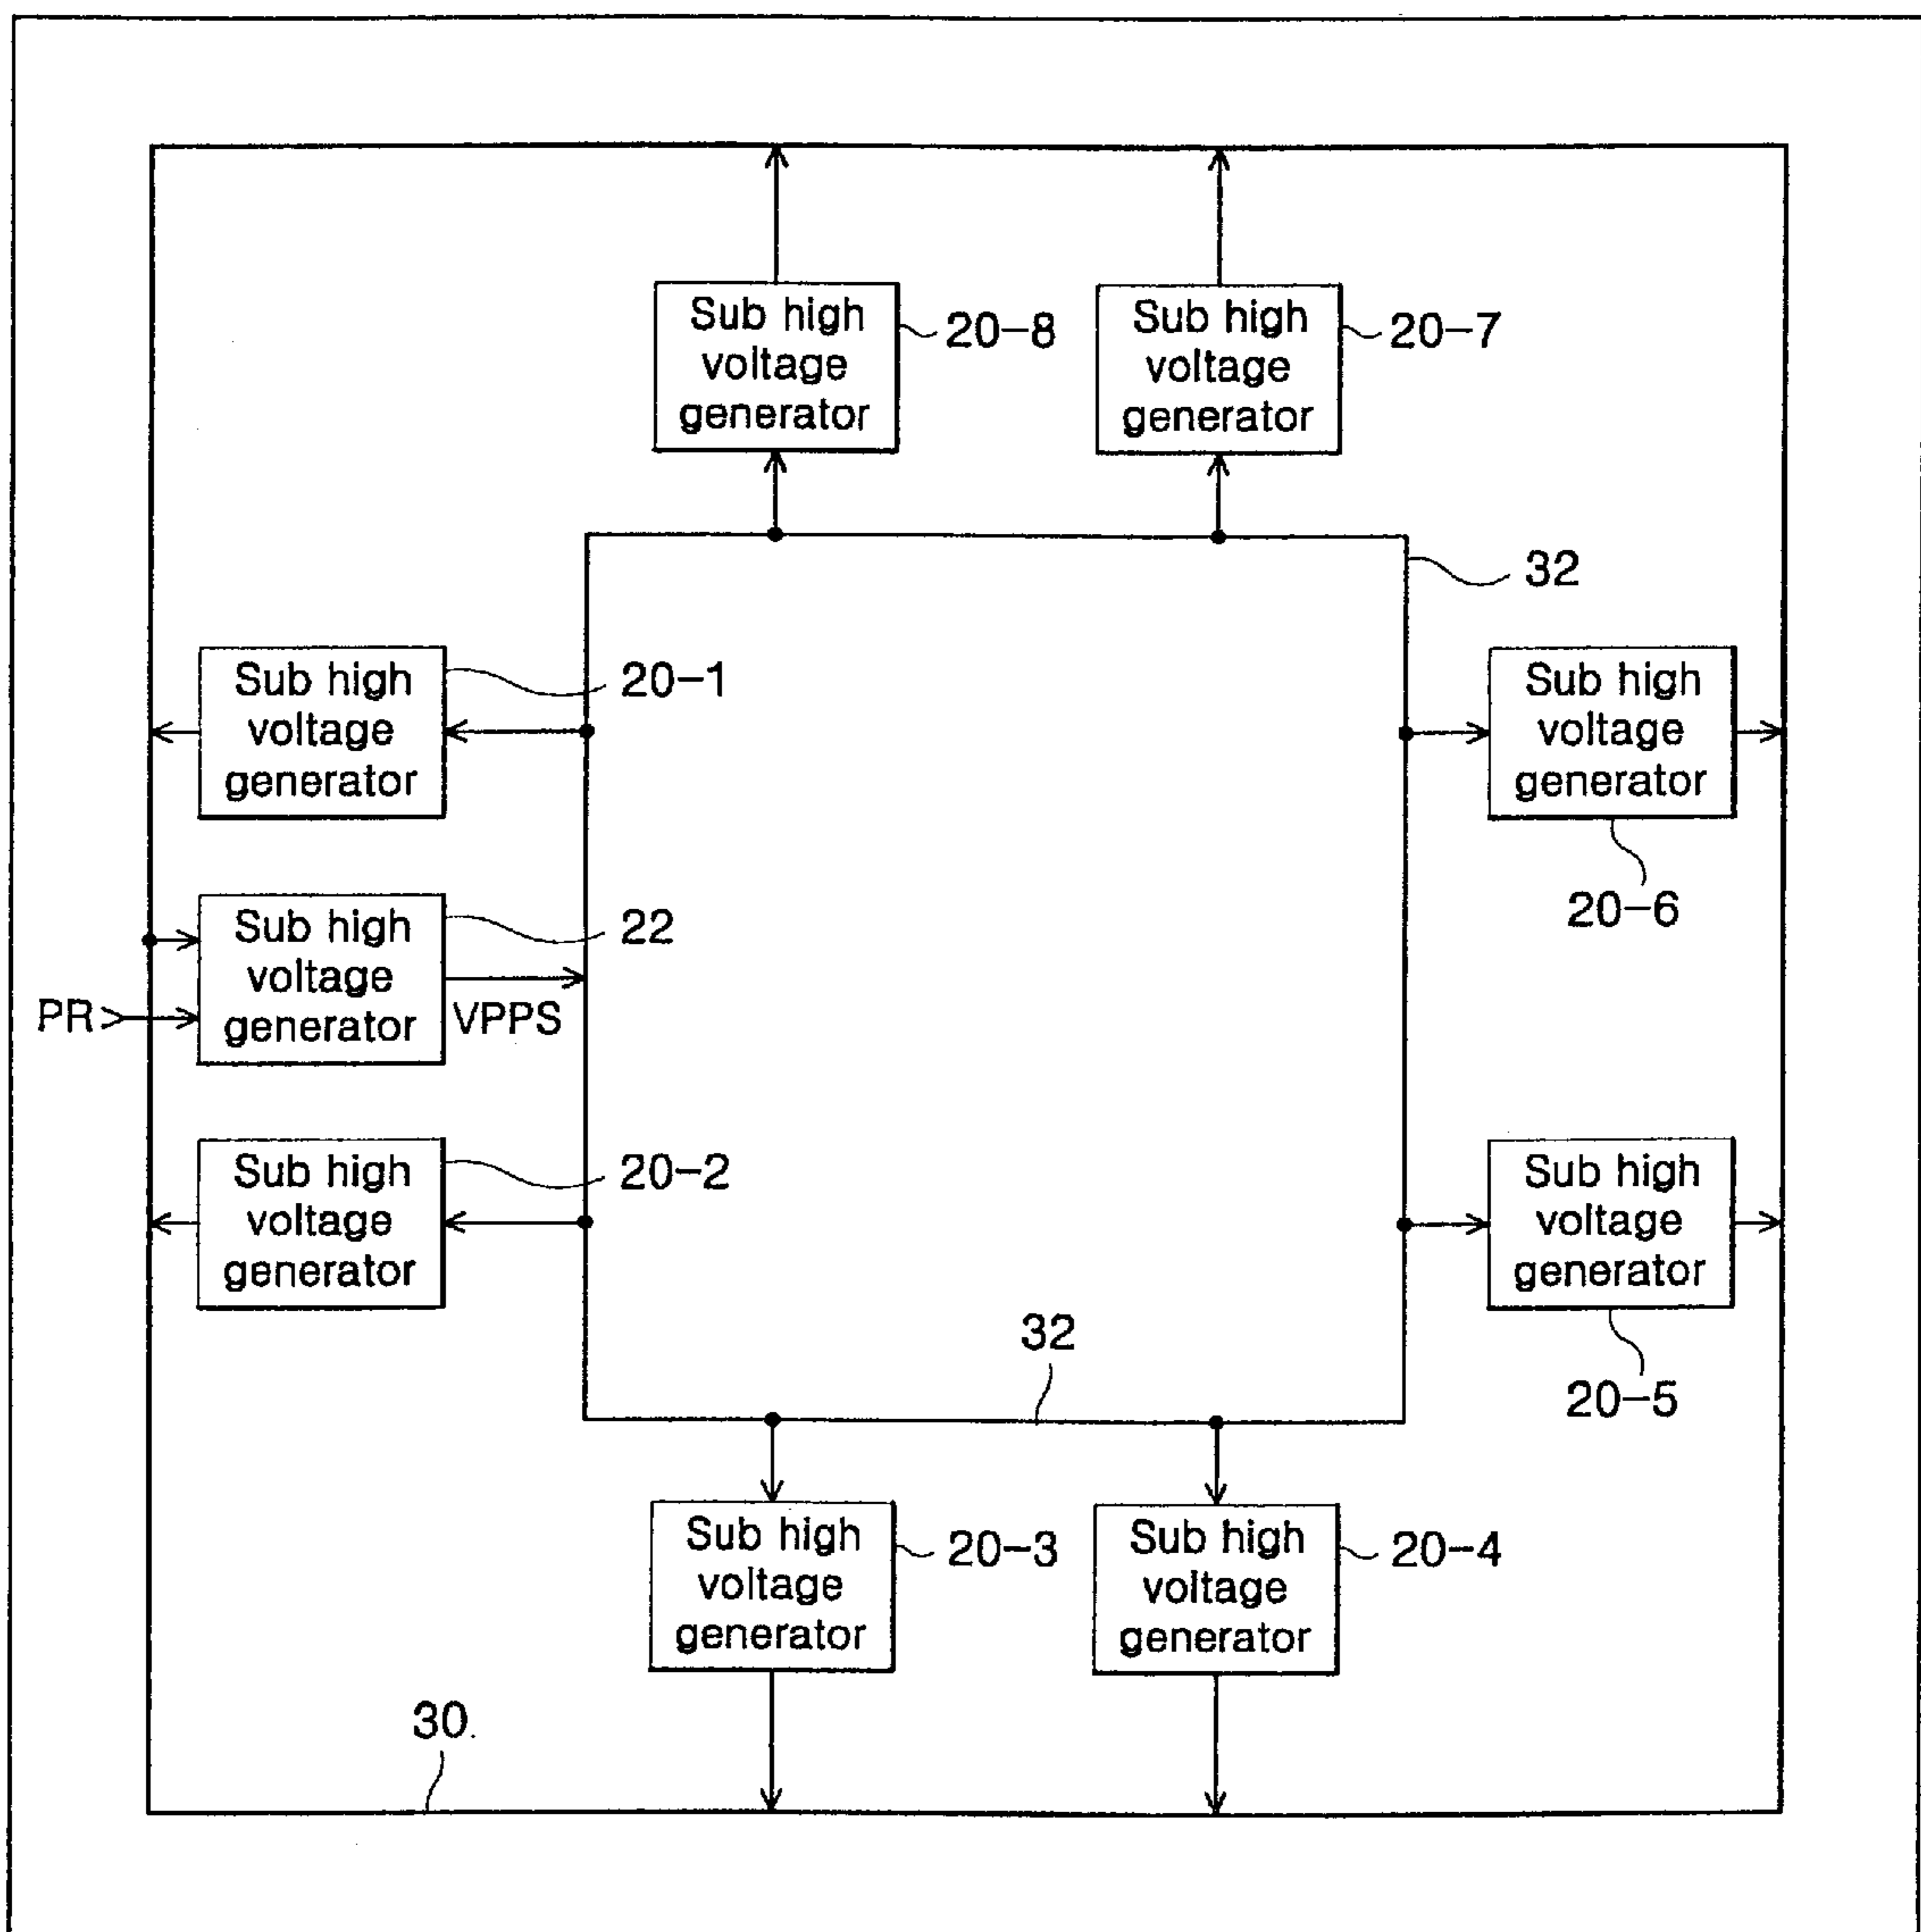 Sub high
voltage
generator
20-8
Sub high
voltage
generator
20-7
32
Sub high
voltage
generator
20-1
Sub high
voltage
generator
20-6
Sub high
voltage
generator
22
PR
VPPS
Sub high
voltage
generator
20-2
Sub high
voltage
generator
20-5
32
Sub high
voltage
generator
20-3
Sub high
voltage
generator
20-4
30